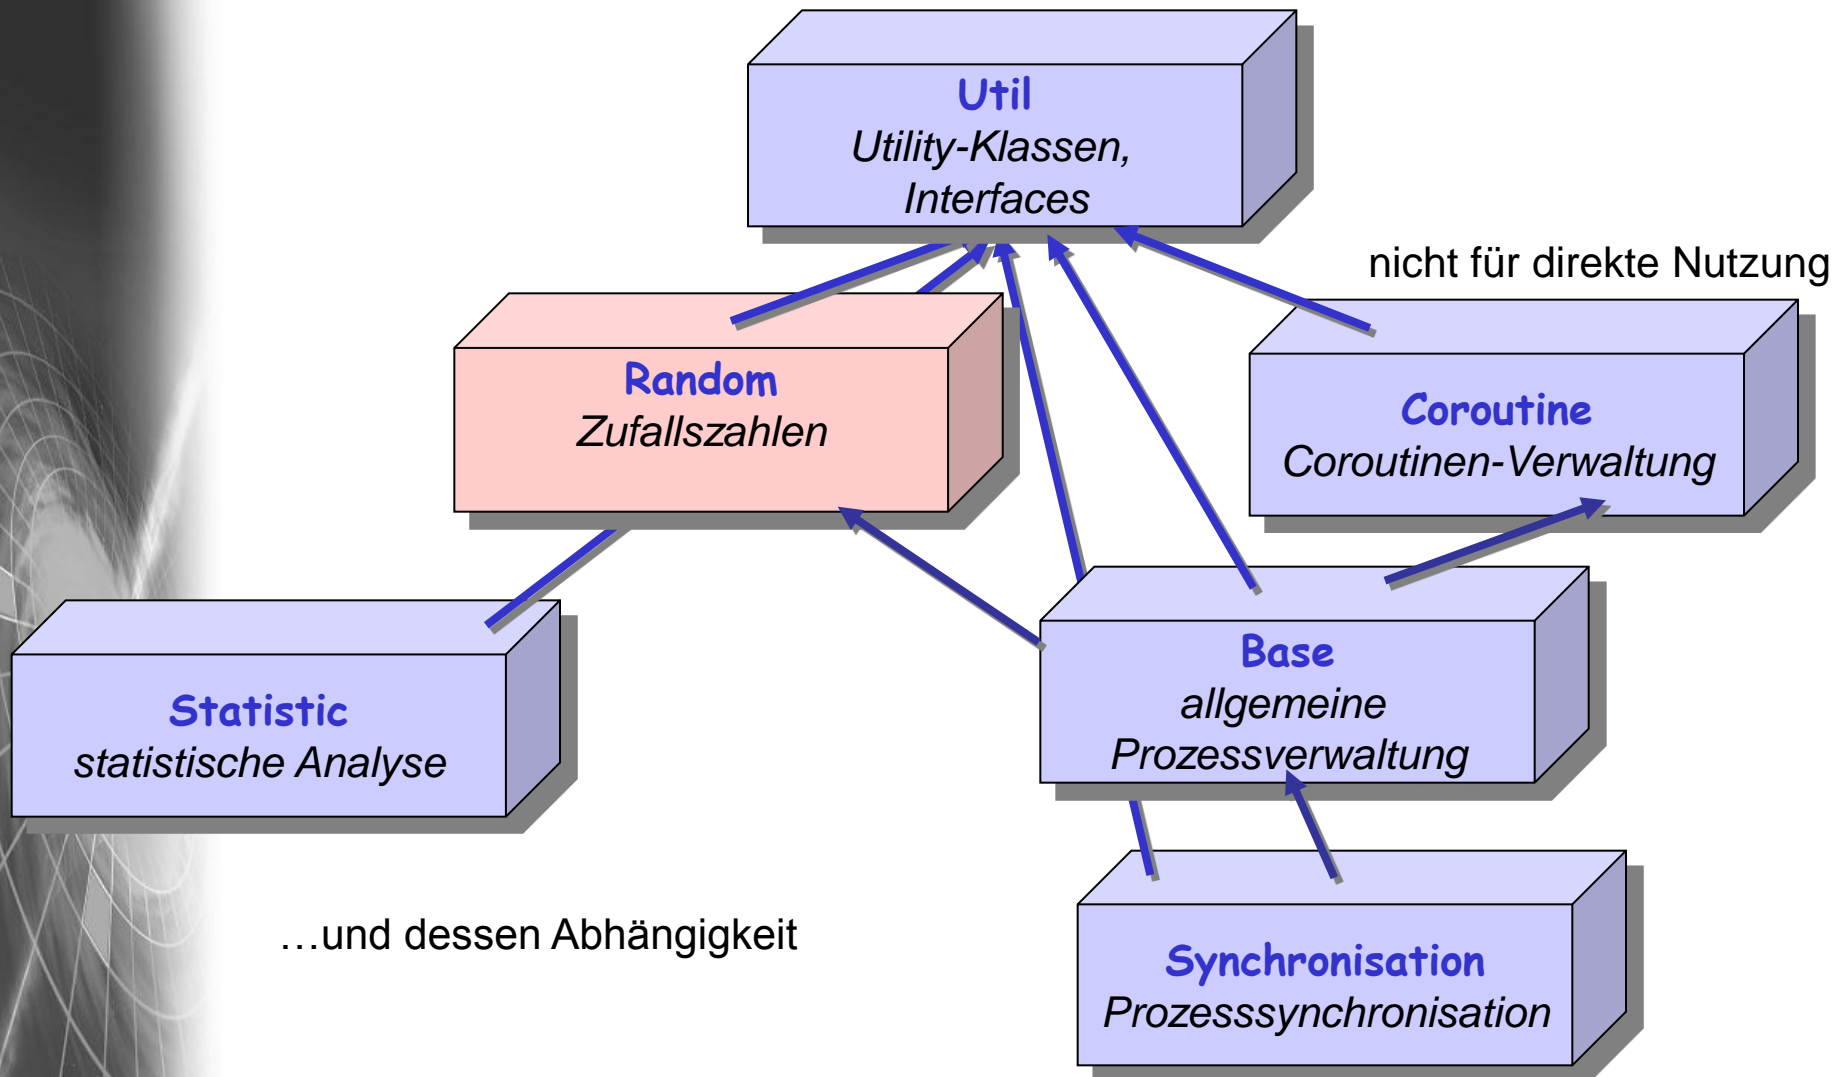 Util
Utility-Klassen,
Interfaces
nicht für direkte Nutzung
Random
Zufallszahlen
Coroutine
Coroutinen-Verwaltung
Base
allgemeine
Prozessverwaltung
Statistic
statistische Analyse
…und dessen Abhängigkeit
Synchronisation
Prozesssynchronisation